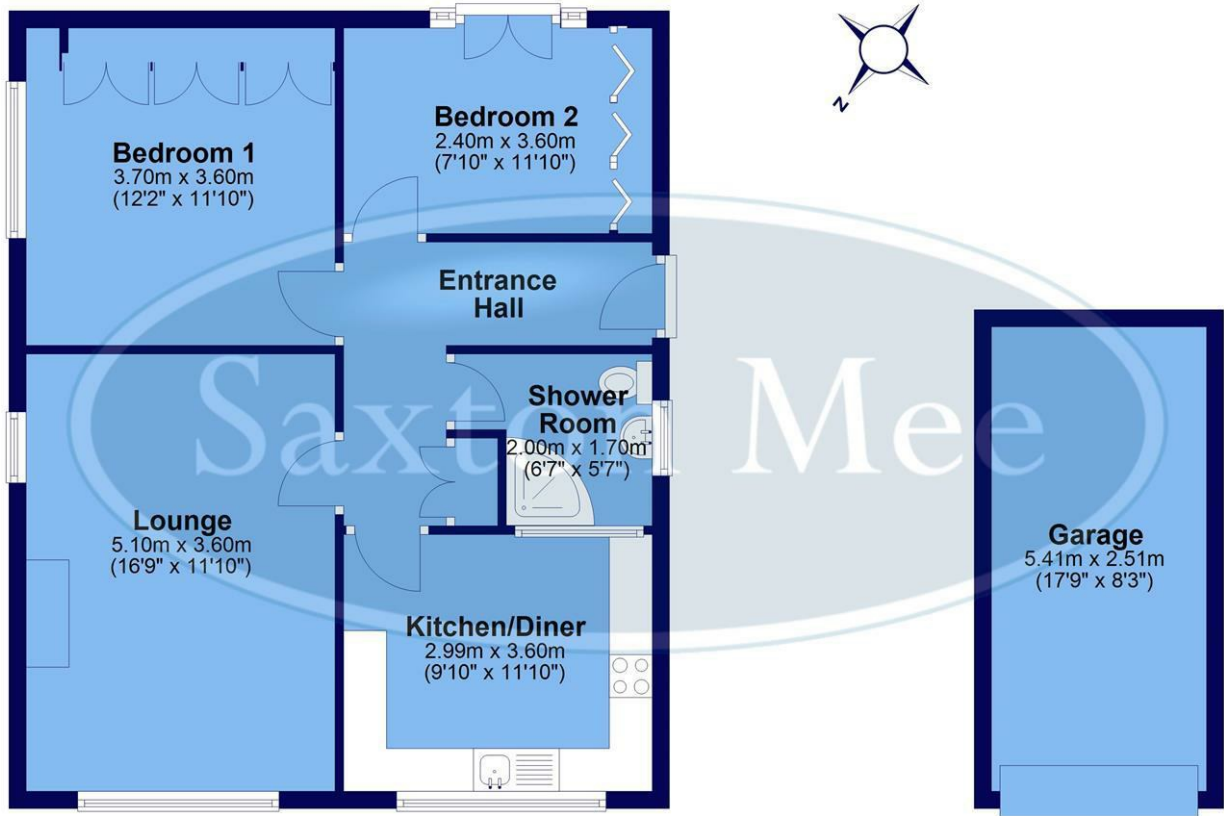 Bedroom 1
3.70m x 3.60m
(12'2" x 11'10")
Bedroom 2
2.40m x 3.60m
(7'10" x 11'10")
N
Entrance
Hall
Shower
Room
2.00m x 1.70m
(6'7" x 5'7")
Saxton Mee
Lounge
5.10m x 3.60m
(16'9" x 11'10")
Kitchen/Diner
2.99m x 3.60m
(9'10" x 11'10")
Garage
5.41m x 2.51m
(17'9" x 8'3")